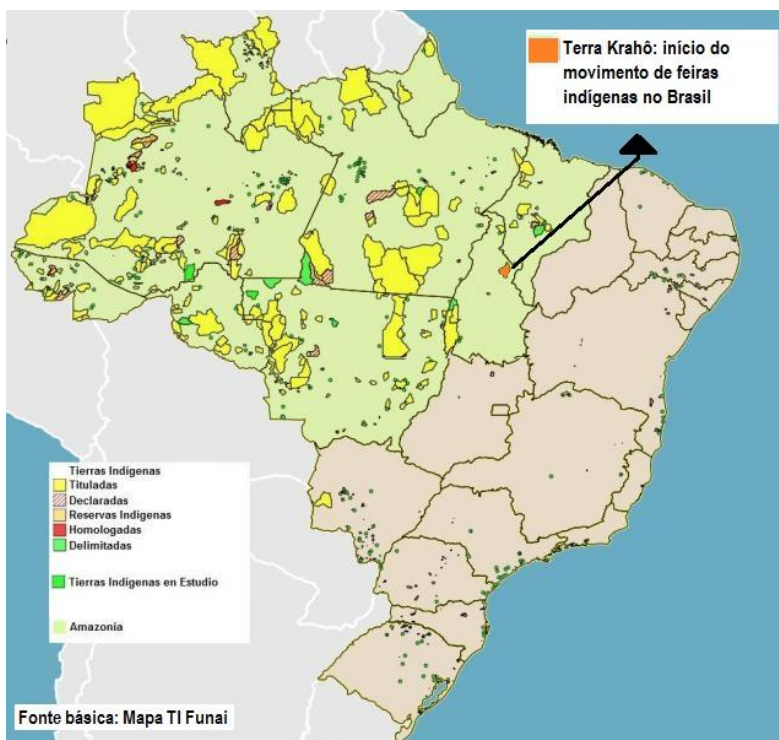 Terra Krahô: início do
movimento de feiras
indígenas no Brasil
Tierras Indígenas
Tituladas
Declaradas
Reservas Indígenas
Homologadas
Delimitadas
Tierras Indígenas en Estudio
Amazonía
Fonte básica: Mapa TI Funai